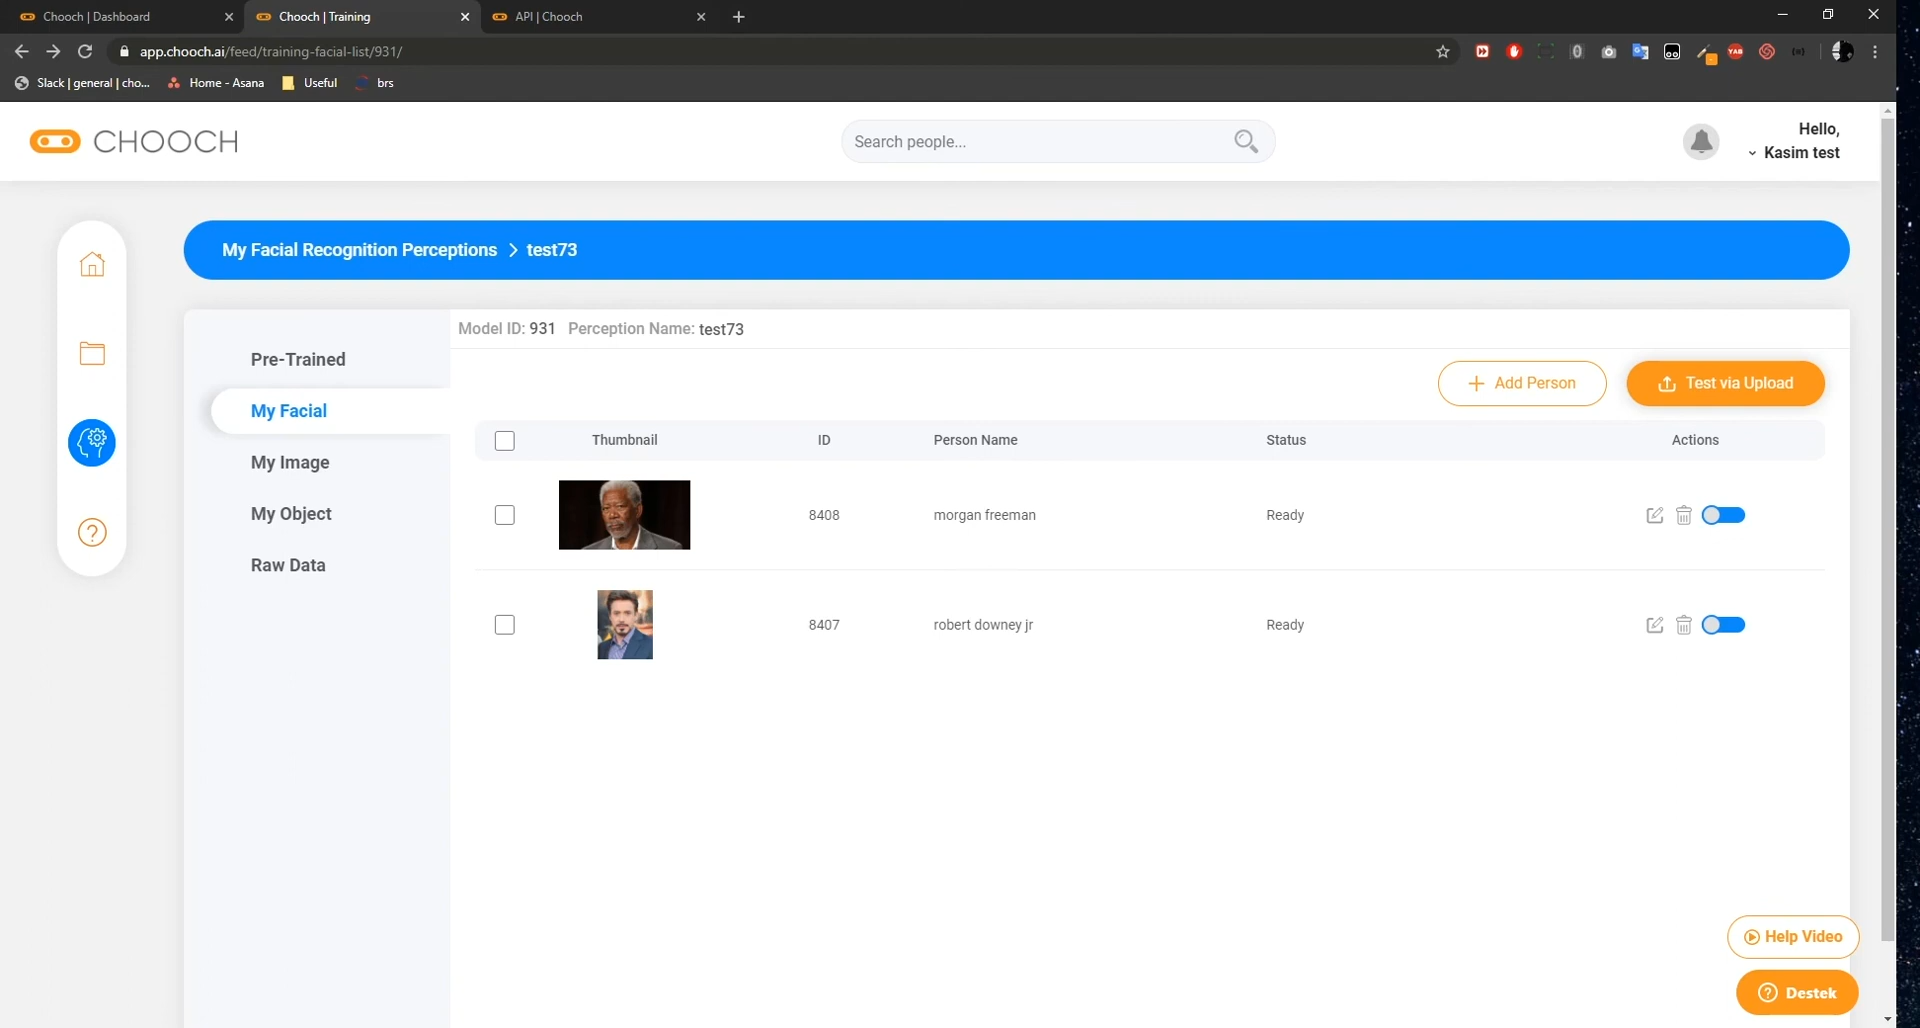 Chooch | Dashboard
Chooch | Training
API | Chooch
app.chooch.ai/feed/training-facial-list/931/
Slack | general | cho...
Home - Asana
Useful
brs
CHOOCH
Search people...
Hello,
Kasim test
My Facial Recognition Perceptions > test73
Model ID: 931 Perception Name: test73
Pre-Trained
My Facial
My Image
My Object
Raw Data
Add Person
Test via Upload
Thumbnail ID Person Name Status Actions
8408 morgan freeman Ready
8407 robert downey jr Ready
Help Video
Destek